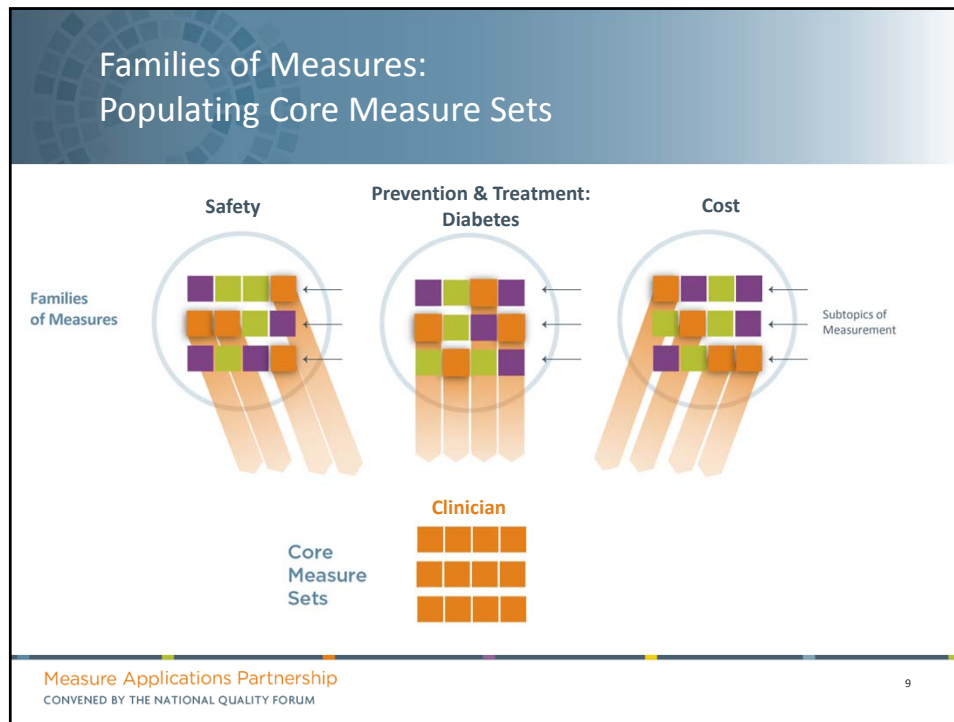 Families of Measures:
Populating Core Measure Sets
Safety
Prevention & Treatment:
Diabetes
Cost
Families
of Measures
Subtopics of
Measurement
Clinician
Core
Measure
Sets
Measure Applications Partnership
CONVENED BY THE NATIONAL QUALITY FORUM
9